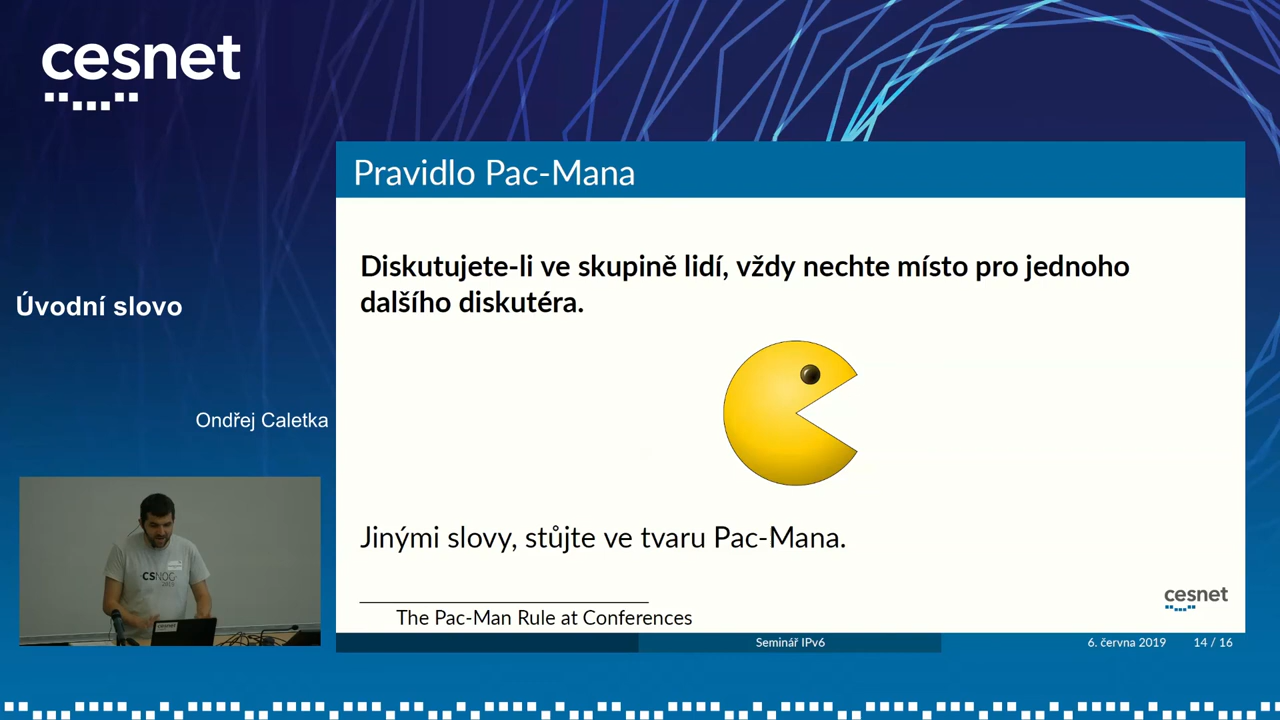 cesnet
Úvodní slovo
Ondřej Caletka
Pravidlo Pac-Mana
Diskutujete-li ve skupině lidí, vždy nechte místo pro jednoho
dalšího diskutéra.
Jinými slovy, stůjte ve tvaru Pac-Mana.
The Pac-Man Rule at Conferences
cesnet
Seminář IPv6
6. června 2019
14 / 16
CSNOG